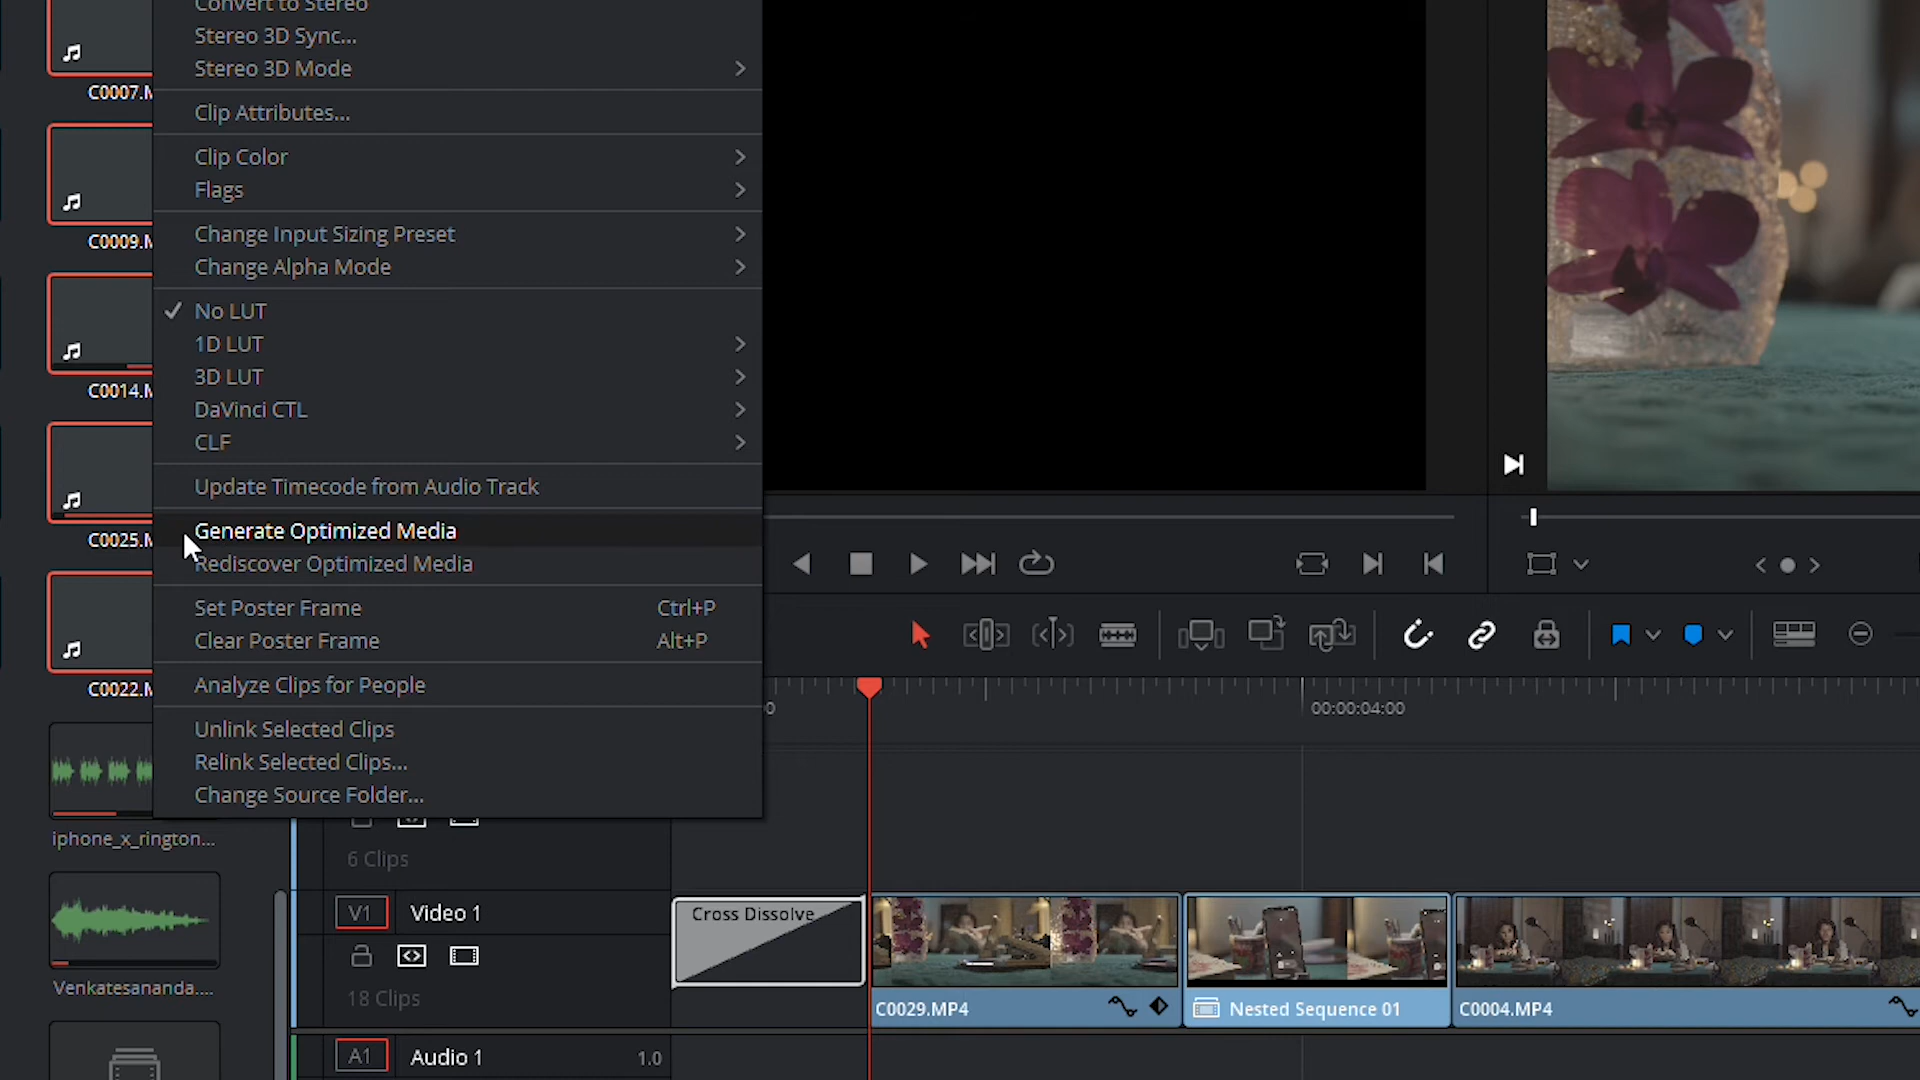 Convert to Stereo
Stereo 3D Sync...
Stereo 3D Mode
C0007.M
Clip Attributes...
Clip Color
Flags
Change Input Sizing Preset
C0009.M
Change Alpha Mode
No LUT
1D LUT
3D LUT
C0014.M
DaVinci CTL
CLF
Update Timecode from Audio Track
Generate Optimized Media
C0025.M
Rediscover Optimized Media
Set Poster Frame Ctrl+P
Clear Poster Frame Alt+P
Analyze Clips for People
C0022.M
00:00:04:00
Unlink Selected Clips
Relink Selected Clips...
Change Source Folder...
iphone_x_rington...
6 Clips
V1 Video 1
Cross Dissolve
Venkatesananda....
18 Clips
C0029.MP4
Nested Sequence 01
C0004.MP4
A1 Audio 1 1.0